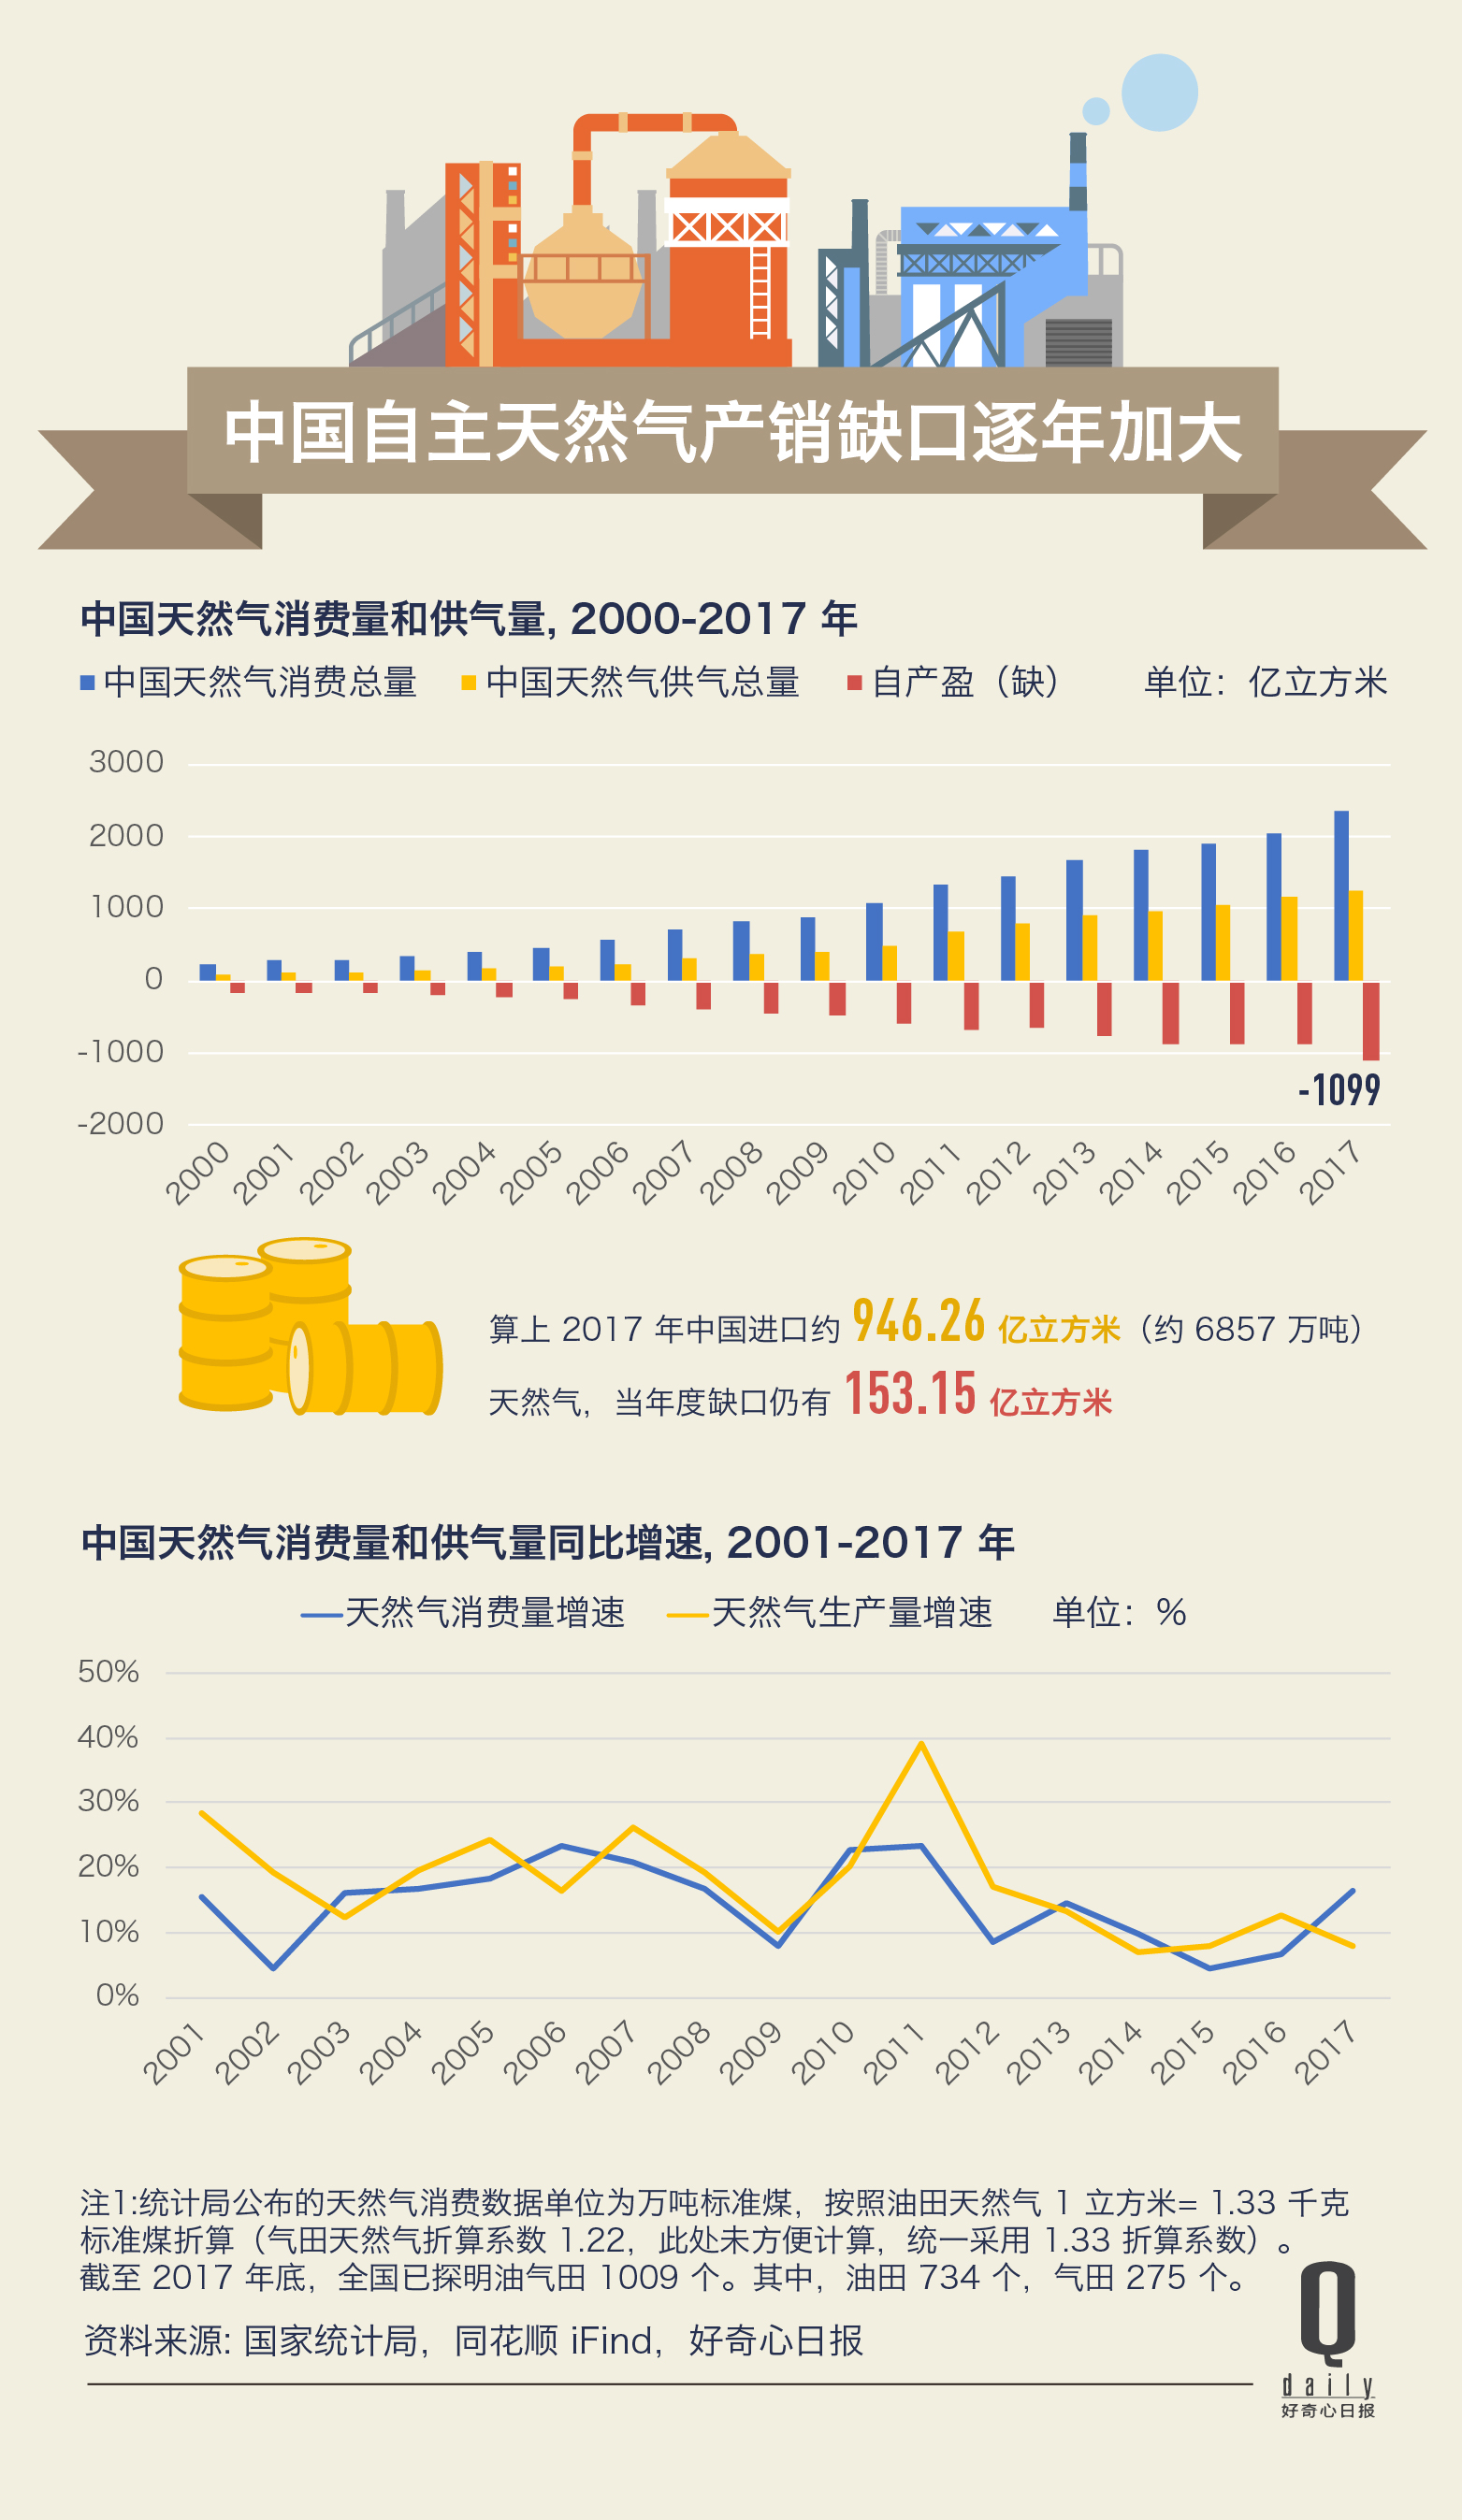 中国自主天然气产销缺口逐年加大
中国天然气消费量和供气量, 2000-2017 年
中国天然气消费总量 中国天然气供气总量 自产盈（缺） 单位：亿立方米
3000
2000
1000
0
-1000
-1099
-2000
2000 2001 2002 2003 2004 2005 2006 2007 2008 2009 2010 2011 2012 2013 2014 2015 2016 2017
算上 2017 年中国进口约 946.26 亿立方米（约 6857 万吨）
天然气，当年度缺口仍有 153.15 亿立方米
中国天然气消费量和供气量同比增速, 2001-2017 年
天然气消费量增速 天然气生产量增速 单位：%
50%
40%
30%
20%
10%
0%
2001 2002 2003 2004 2005 2006 2007 2008 2009 2010 2011 2012 2013 2014 2015 2016 2017
注1:统计局公布的天然气消费数据单位为万吨标准煤，按照油田天然气 1 立方米= 1.33 千克
标准煤折算（气田天然气折算系数 1.22，此处未方便计算，统一采用 1.33 折算系数）。
截至 2017 年底，全国已探明油气田 1009 个。其中，油田 734 个，气田 275 个。
资料来源: 国家统计局，同花顺 iFind，好奇心日报
Q
daily
好奇心日报